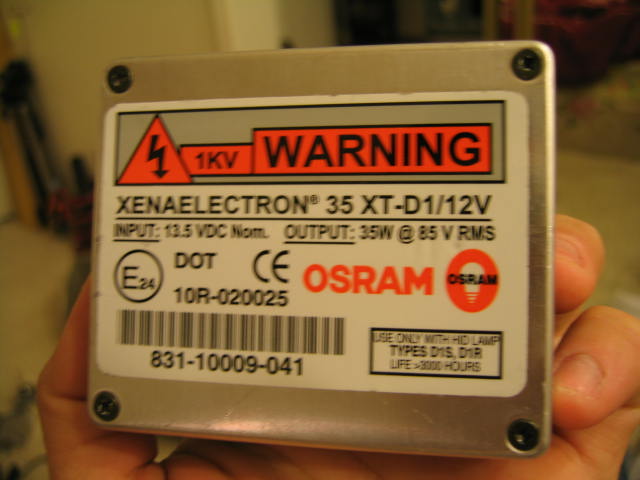 1KV WARNING
XENAELECTRON® 35 XT-D1/12V
INPUT: 13.5 VDC Nom. OUTPUT: 35W @ 85 V RMS
E24 DOT CE OSRAM OSRAM
10R-020025
831-10009-041
USE ONLY WITH HID LAMP
TYPES D1S, D1R
LIFE >3000 HOURS